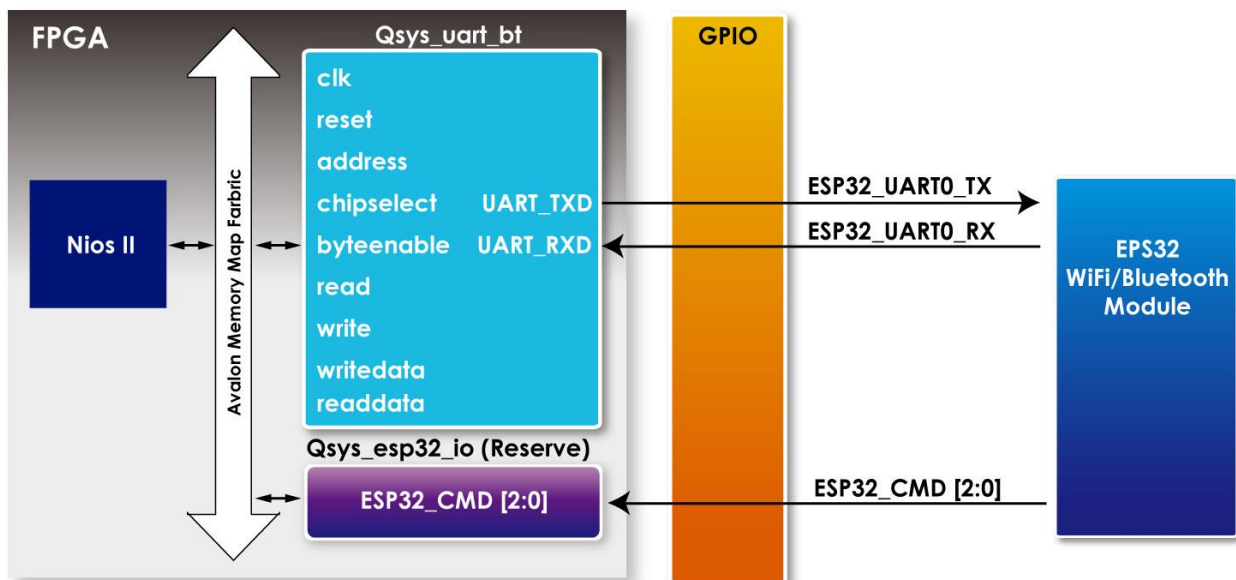 FPGA
Qsys_uart_bt
GPIO
clk
reset
address
chipselect UART_TXD
byteenable UART_RXD
read
write
writedata
readdata
Nios II
Avalon Memory Map Farbric
ESP32_UART0_TX
ESP32_UART0_RX
EPS32
WiFi/Bluetooth
Module
Qsys_esp32_io (Reserve)
ESP32_CMD [2:0]
ESP32_CMD [2:0]